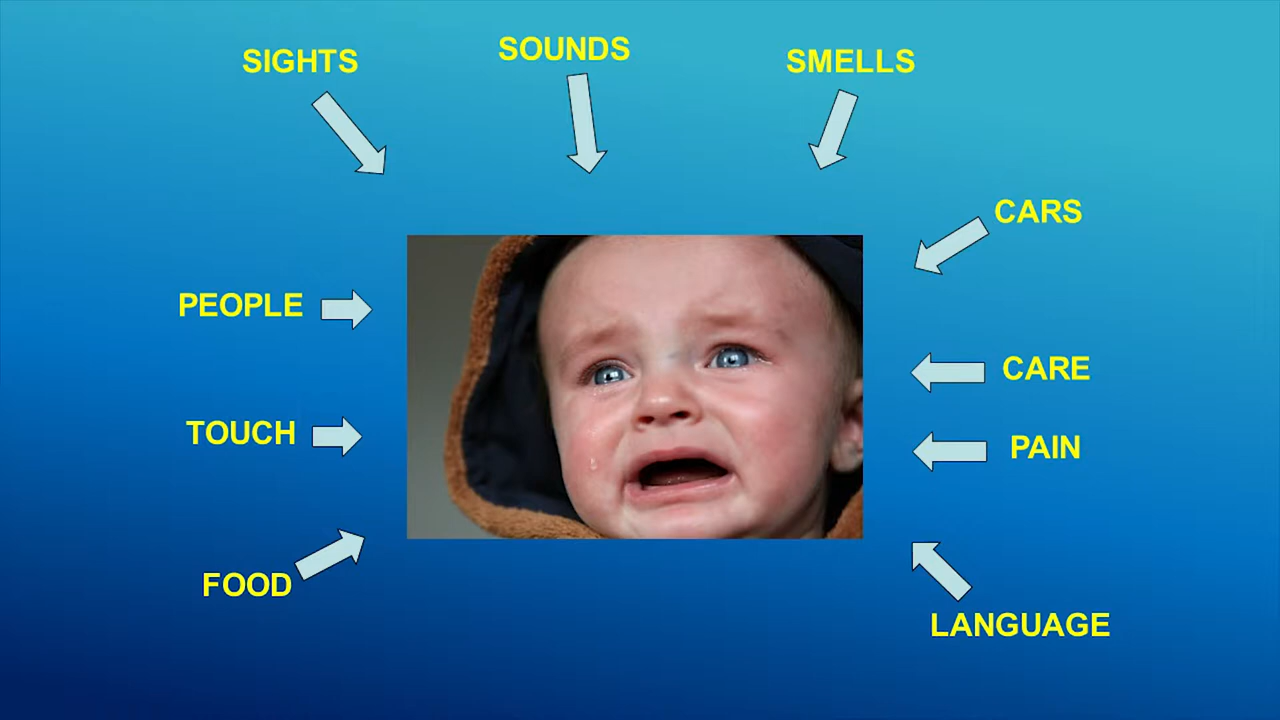 SIGHTS
SOUNDS
SMELLS
CARS
PEOPLE
CARE
TOUCH
PAIN
FOOD
LANGUAGE